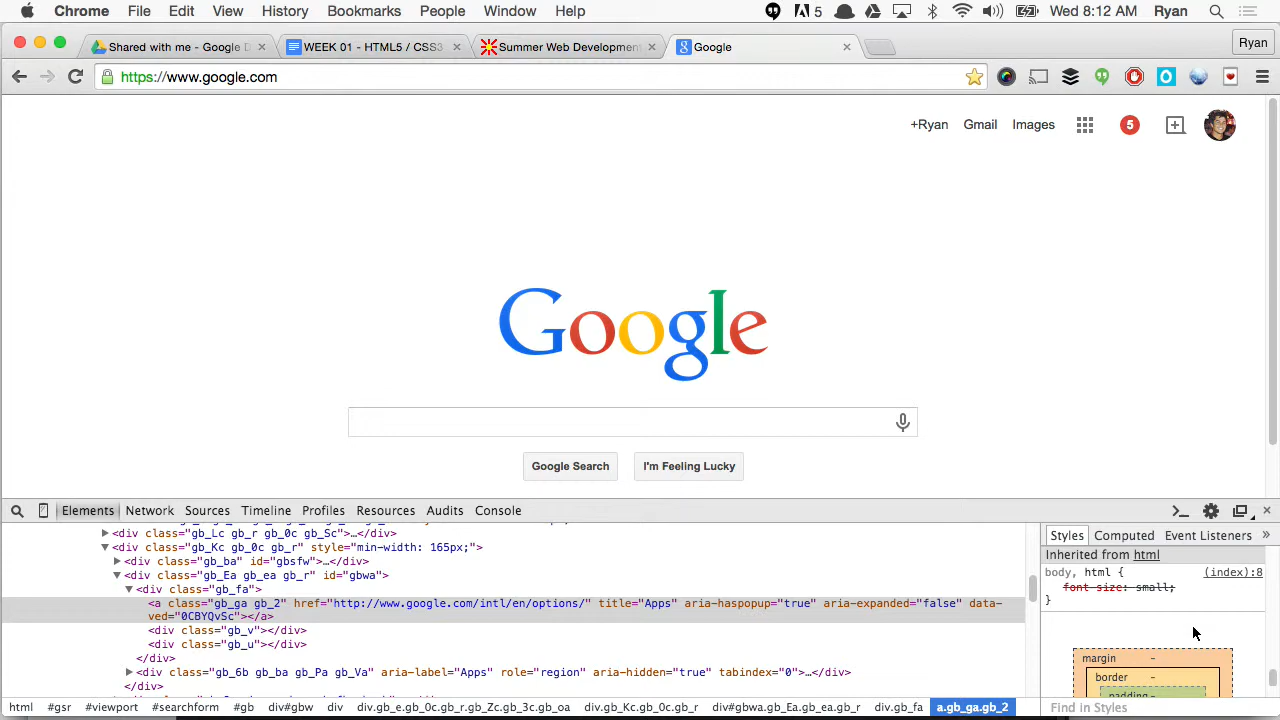 Chrome File Edit View History Bookmarks People Window Help 5 Wed 8:12 AM Ryan
Shared with me - Google D WEEK 01 - HTML5 / CSS3 Summer Web Development Google Ryan
https://www.google.com
+Ryan Gmail Images 5
Google
Google Search I'm Feeling Lucky
Elements Network Sources Timeline Profiles Resources Audits Console
<div class="gb_Lc gb_r gb_0c gb_Sc">…</div>
<div class="gb_Kc gb_0c gb_r" style="min-width: 165px;">
<div class="gb_ba" id="gbsfw">…</div>
<div class="gb_Ea gb_ea gb_r" id="gbwa">
<div class="gb_fa">
<a class="gb_ga gb_2" href="http://www.google.com/intl/en/options/" title="Apps" aria-haspopup="true" aria-expanded="false" data-
ved="0CBYQvSc"></a>
<div class="gb_v"></div>
<div class="gb_u"></div>
</div>
<div class="gb_6b gb_ba gb_Pa gb_Va" aria-label="Apps" role="region" aria-hidden="true" tabindex="0">…</div>
</div>
html #gsr #viewport #searchform #gb div#gbw div div.gb_e.gb_Zc.gb_r.gb_Zc.gb_3c.gb_oa div.gb_Kc.gb_0c.gb_r div#gbwa.gb_Ea.gb_ea.gb_r div.gb_fa a.gb_ga.gb_2
Styles Computed Event Listeners »
Inherited from html
body, html { (index):8
font-size: small;
}
margin -
border -
padding -
Find in Styles